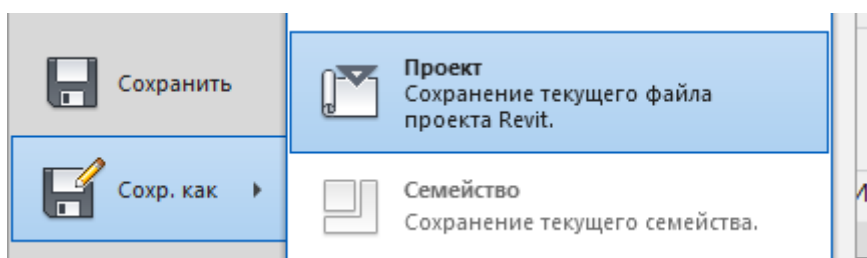 Сохранить
Сохр. как
Проект
Сохранение текущего файла
проекта Revit.
Семейство
Сохранение текущего семейства.